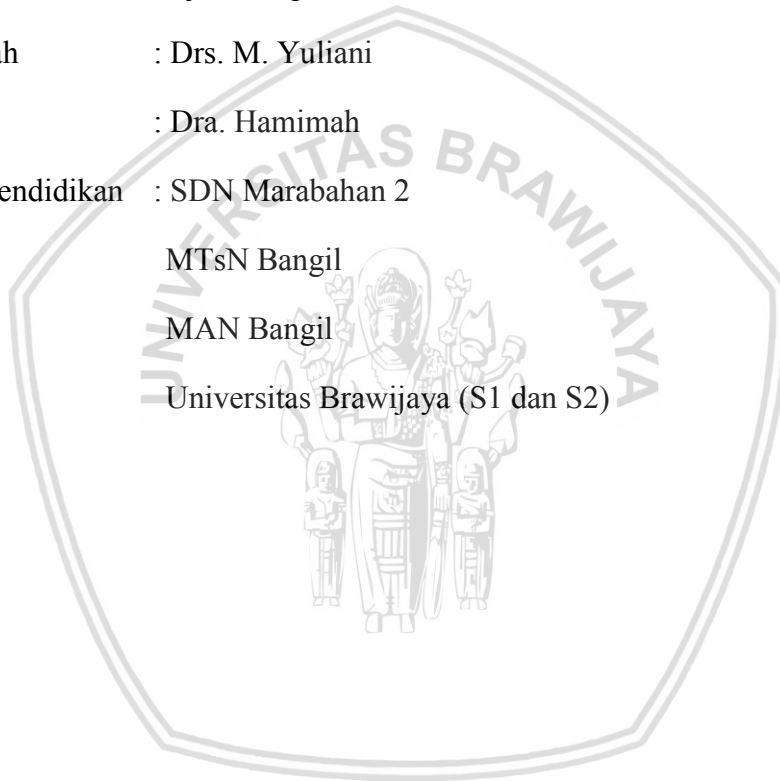 ah : Drs. M. Yuliani
: Dra. Hamimah
endidikan : SDN Marabahan 2
MTsN Bangil
MAN Bangil
Universitas Brawijaya (S1 dan S2)
UNIVERSITAS BRAWIJAYA